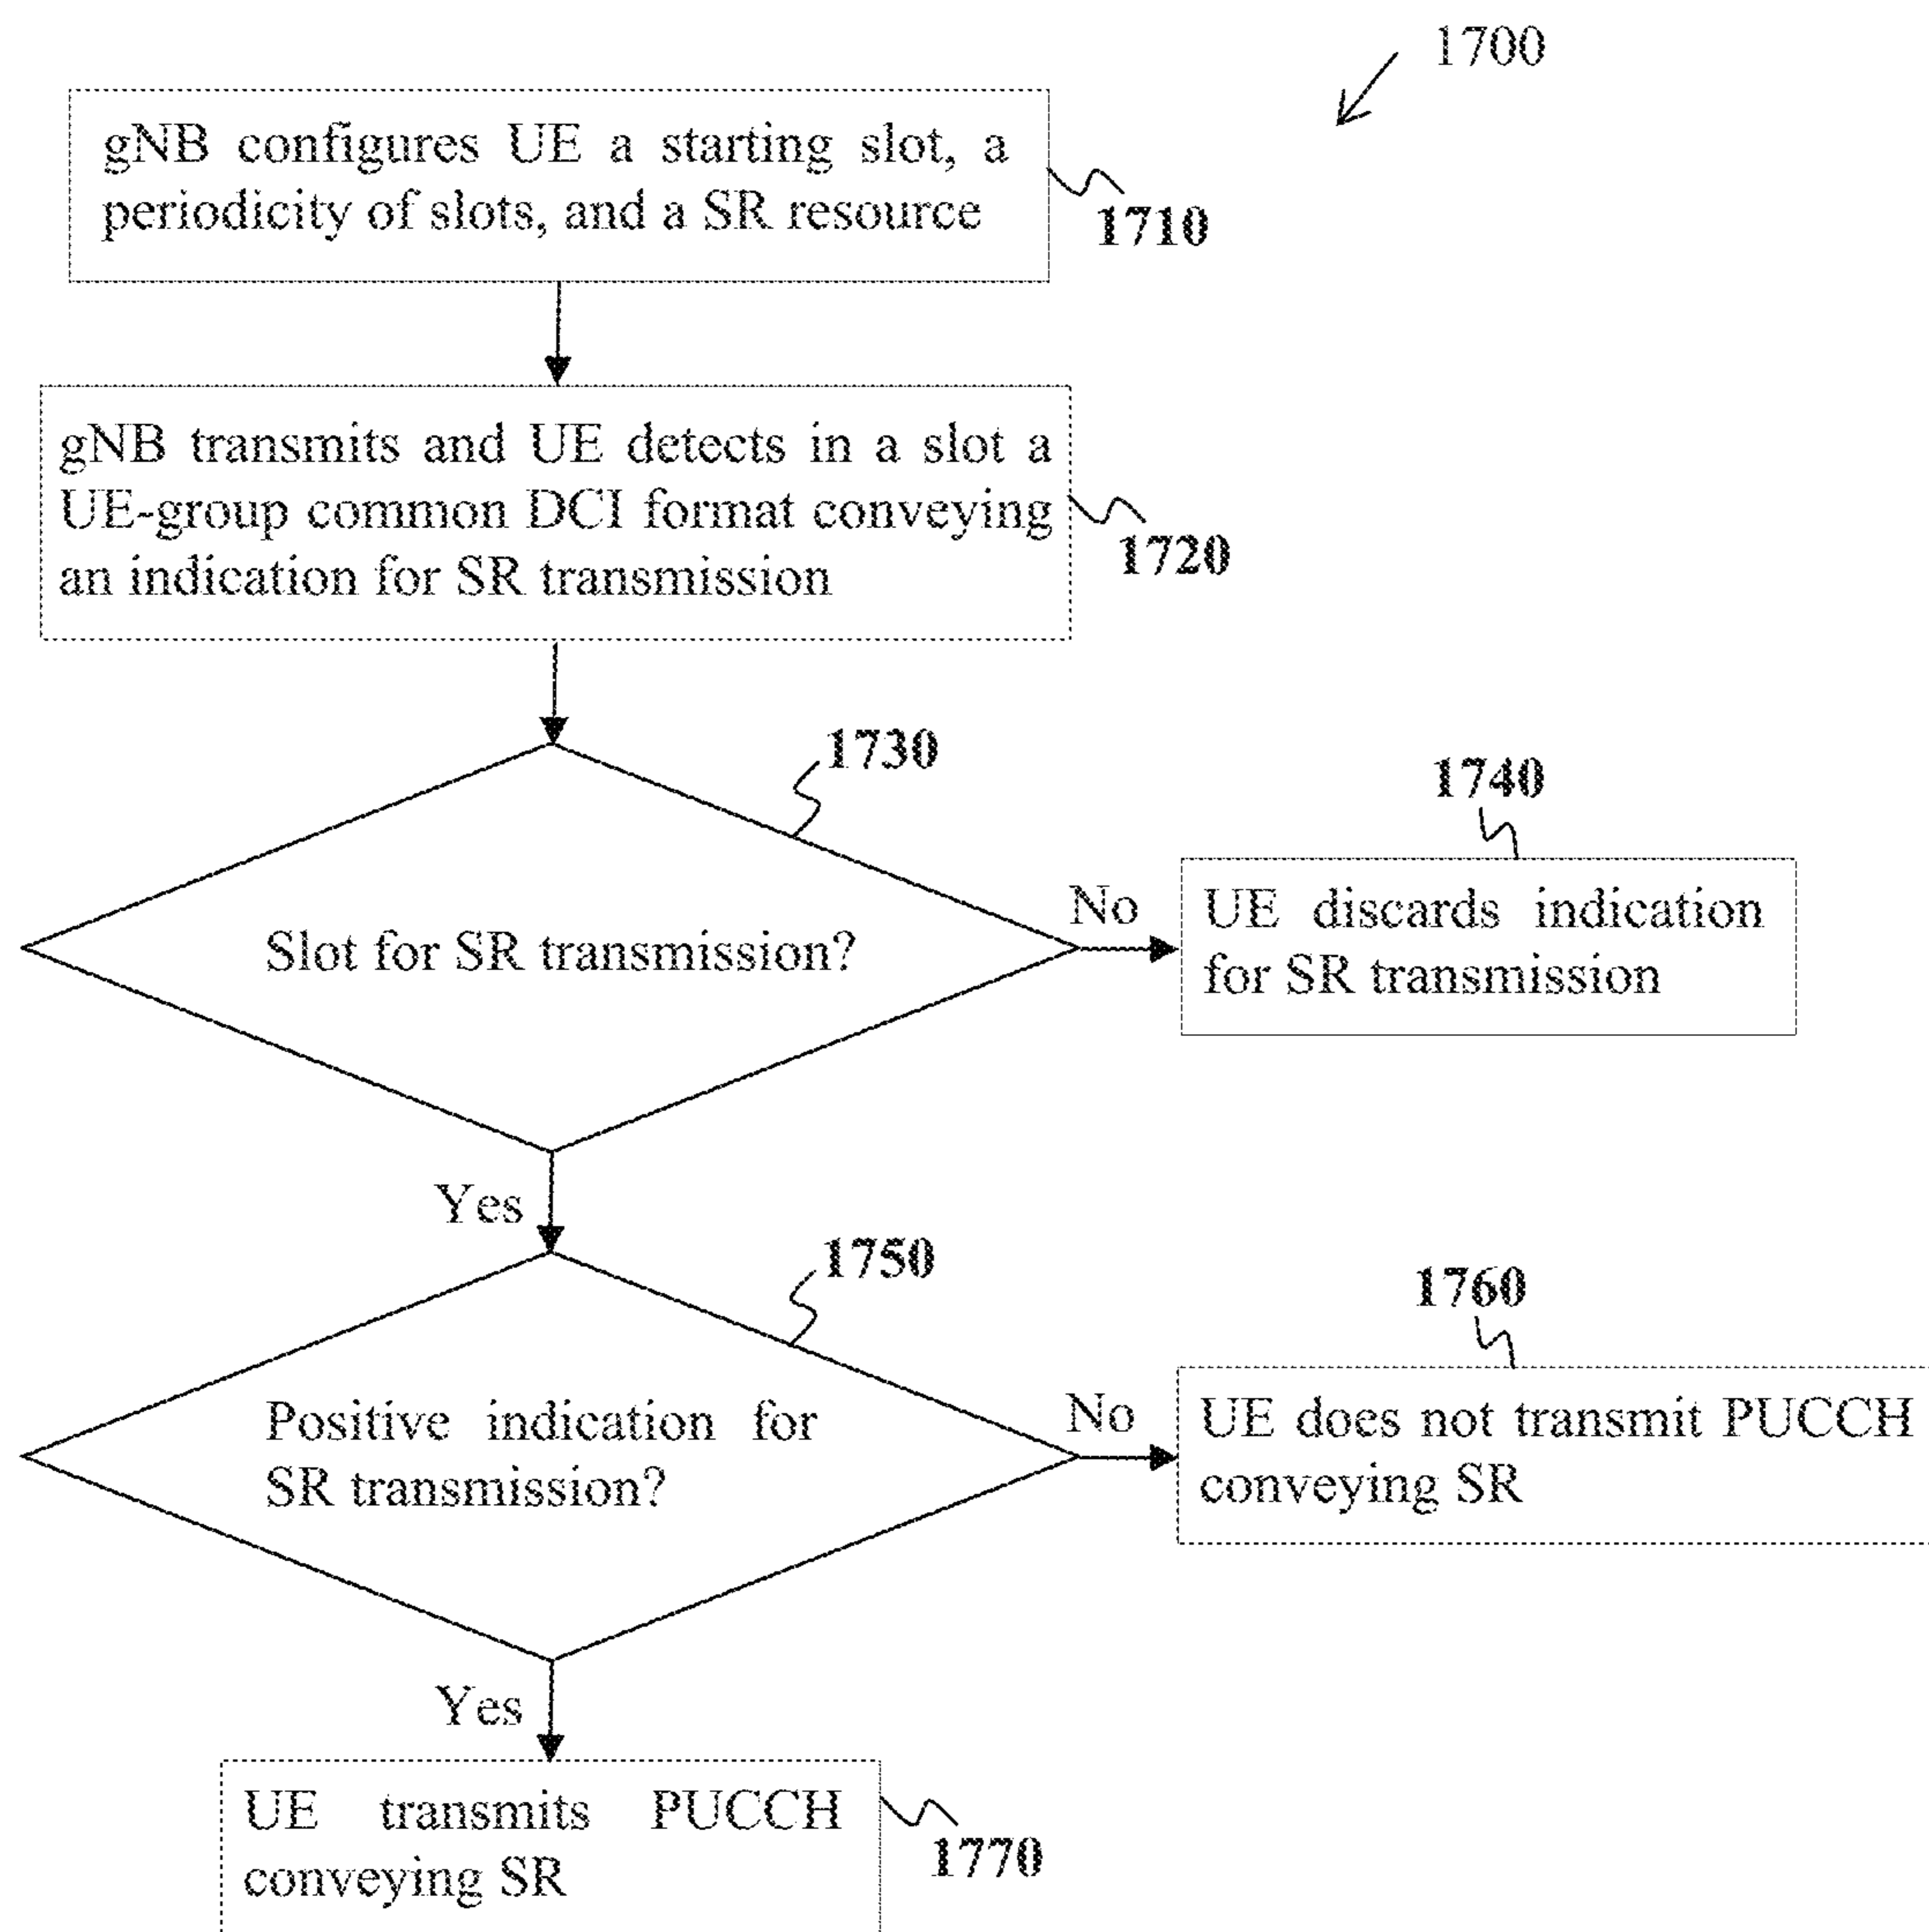 1700
gNB configures UE a starting slot, a
periodicity of slots, and a SR resource
1710
gNB transmits and UE detects in a slot a
UE-group common DCI format conveying
an indication for SR transmission
1720
1730
Slot for SR transmission?
No
1740
UE discards indication
for SR transmission
Yes
1750
Positive indication for
SR transmission?
No
1760
UE does not transmit PUCCH
conveying SR
Yes
UE transmits PUCCH
conveying SR
1770